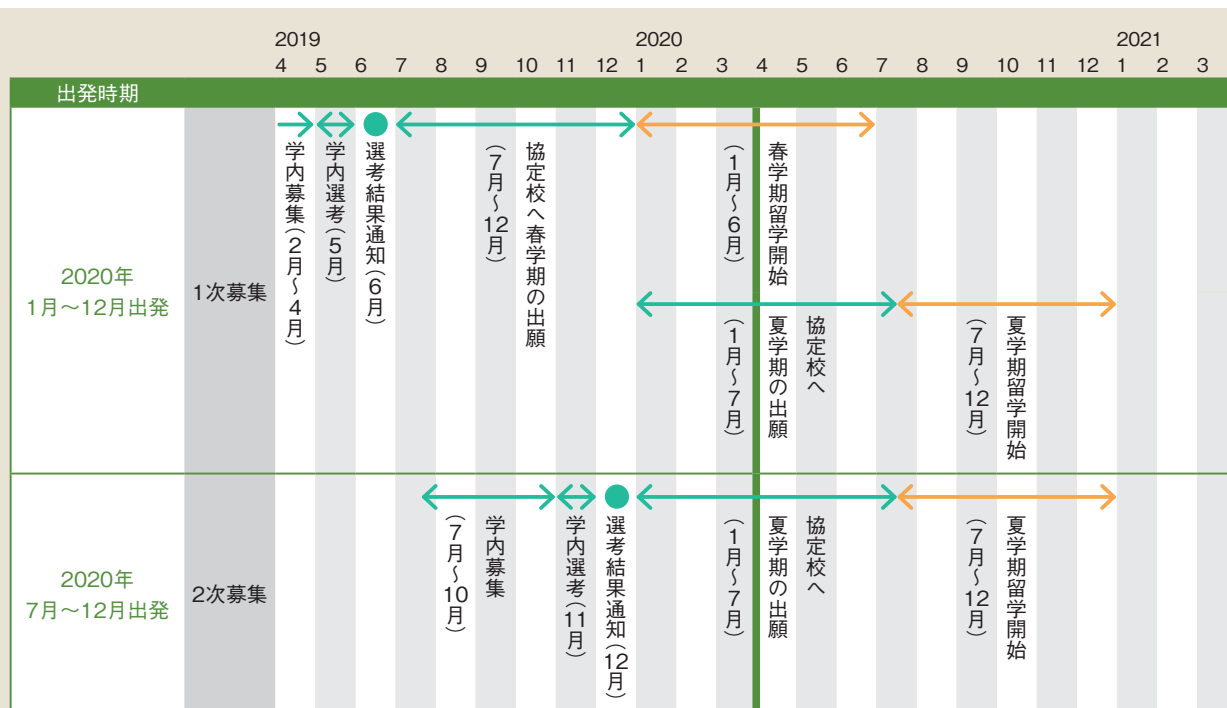 2019
2020
2021
4 5 6 7 8 9 10 11 12 1 2 3 4 5 6 7 8 9 10 11 12 1 2 3
出発時期
2020年
1月～12月出発
1次募集
学内募集（2月～4月）
学内選考（5月）
選考結果通知（6月）
協定校へ春学期の出願
（7月～12月）
春学期留学開始
（1月～6月）
協定校へ
夏学期の出願
（1月～7月）
夏学期留学開始
（7月～12月）
2020年
7月～12月出発
2次募集
学内募集
（7月～10月）
学内選考（11月）
選考結果通知（12月）
協定校へ
夏学期の出願
（1月～7月）
夏学期留学開始
（7月～12月）